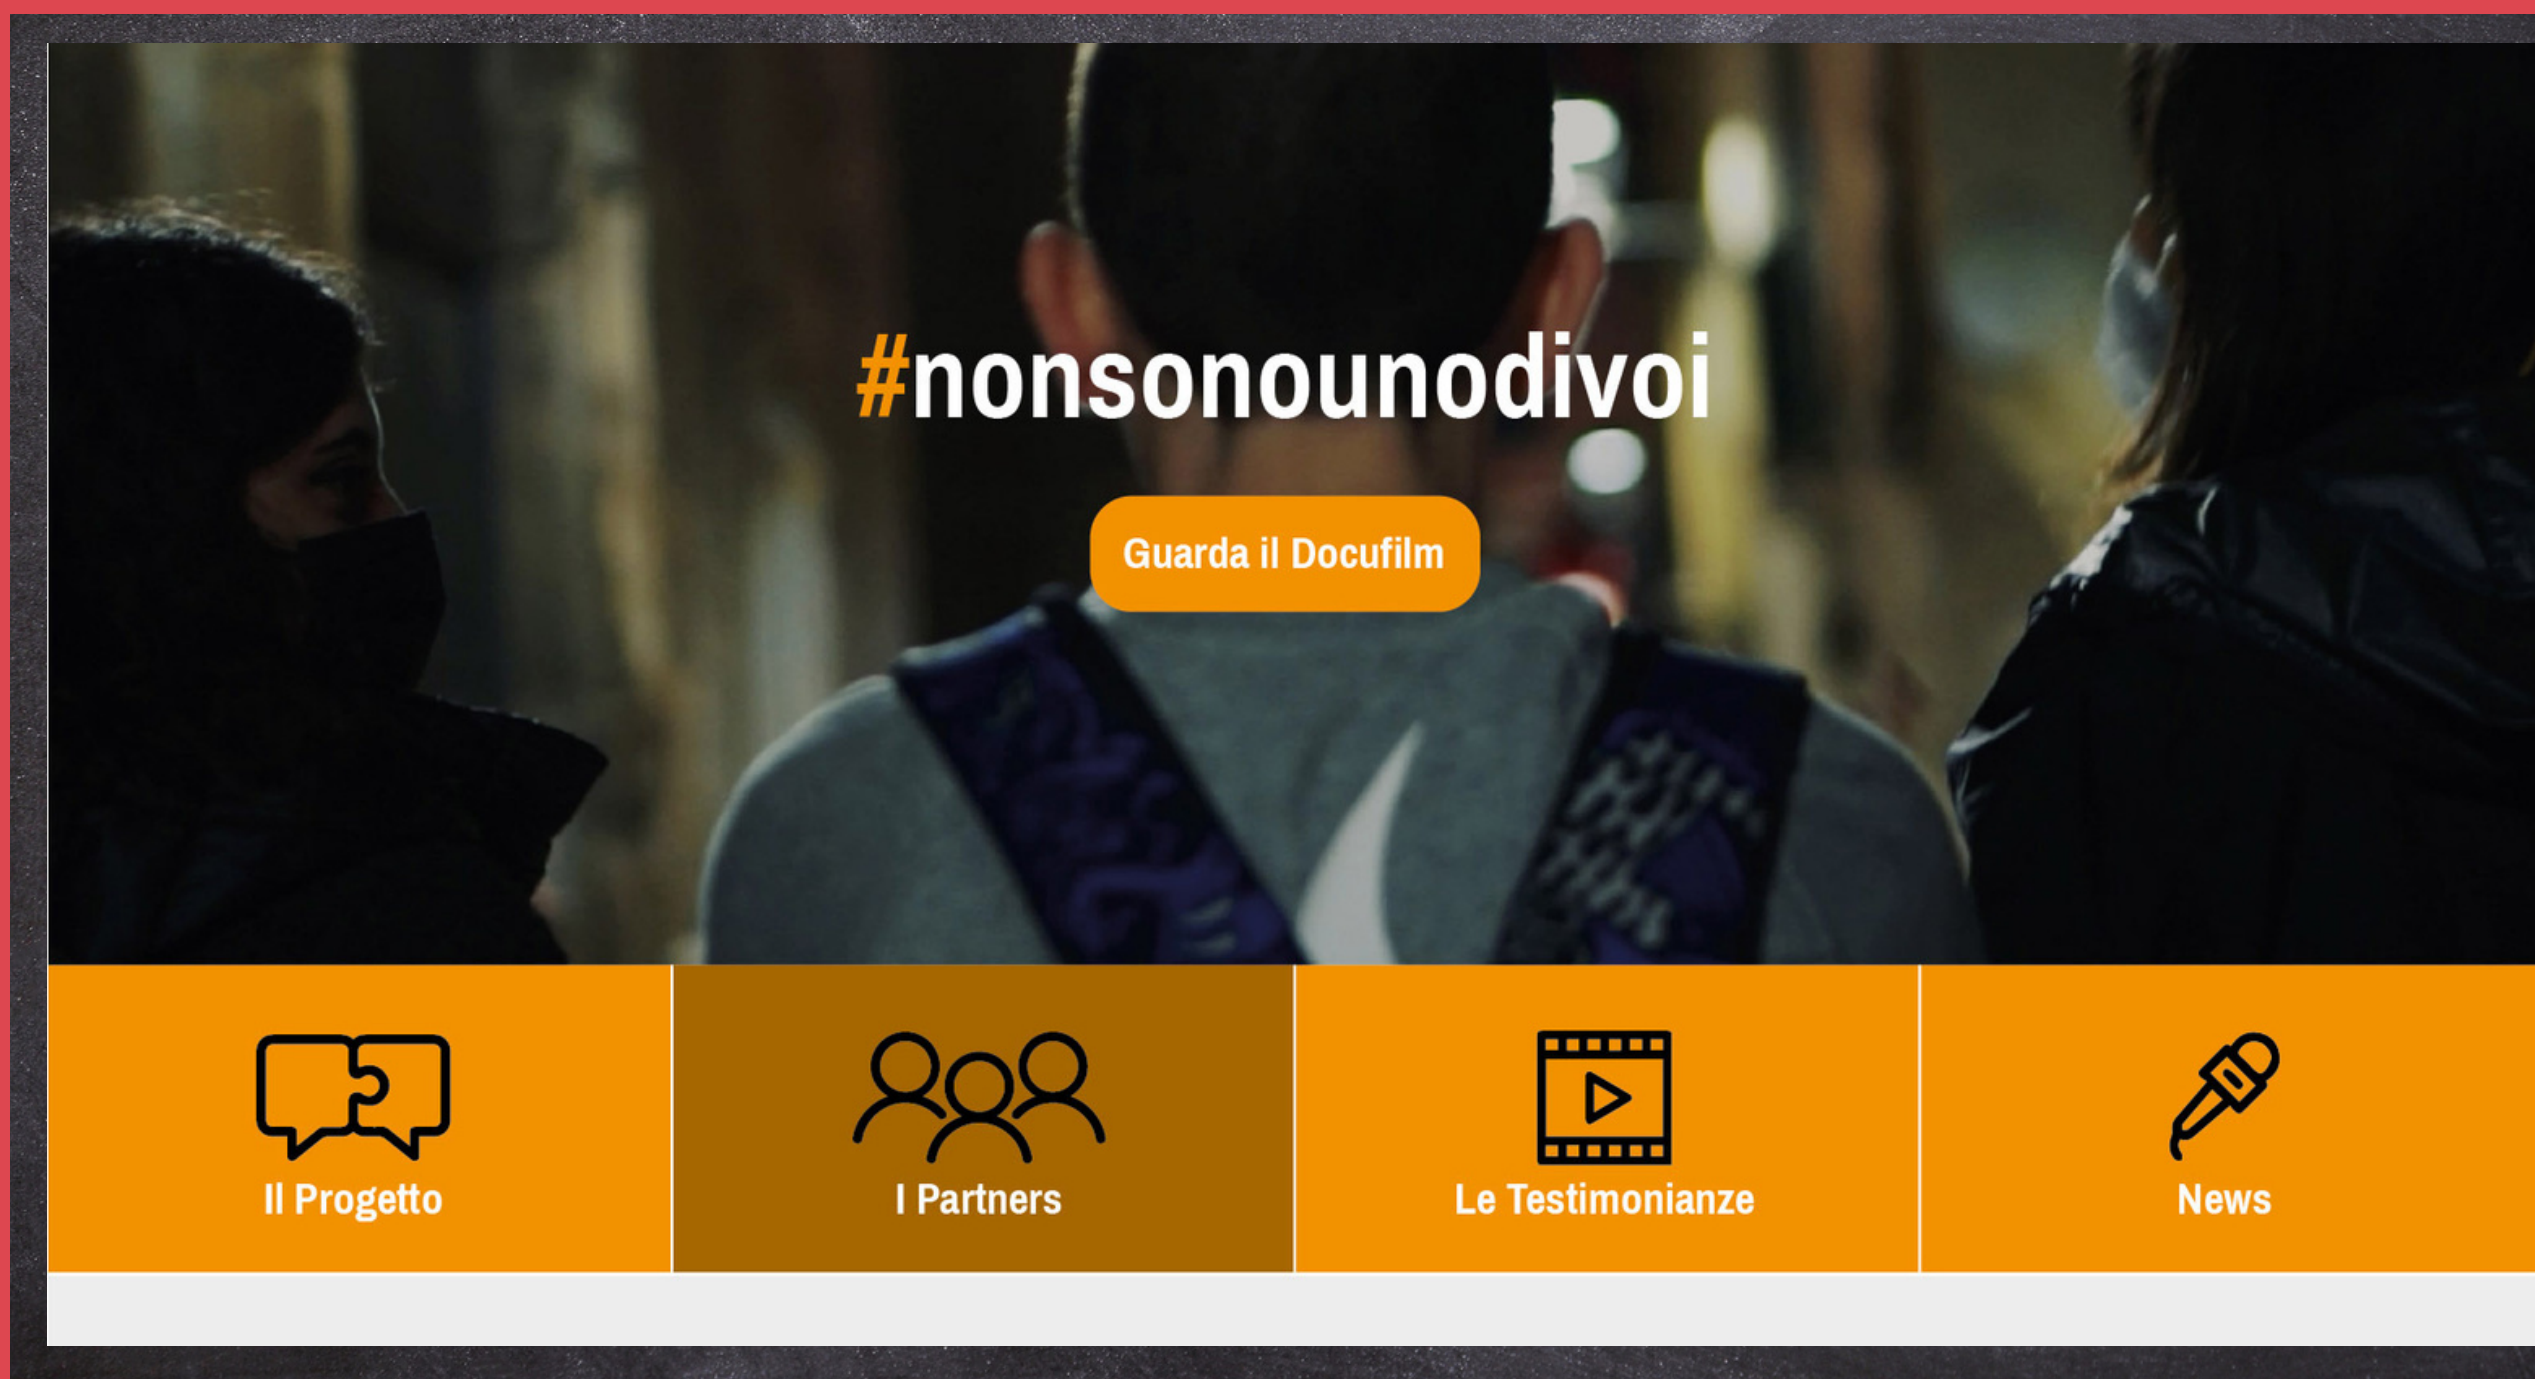 #nonsonounodivoi
Guarda il Docufilm
Il Progetto
I Partners
Le Testimonianze
News